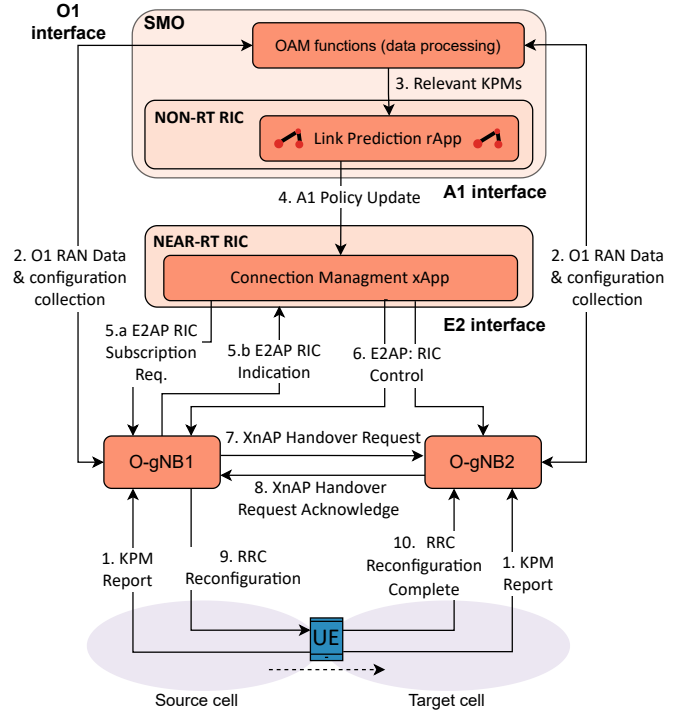 O1
interface
SMO
OAM functions (data processing)
3. Relevant KPMs
NON-RT RIC
Link Prediction rApp
A1 interface
4. A1 Policy Update
NEAR-RT RIC
Connection Managment xApp
E2 interface
2. O1 RAN Data
& configuration
collection
2. O1 RAN Data
& configuration
collection
5.a E2AP RIC
Subscription
Req.
5.b E2AP RIC
Indication
6. E2AP: RIC
Control
7. XnAP Handover Request
O-gNB1
O-gNB2
8. XnAP Handover
Request Acknowledge
1. KPM
Report
9. RRC
Reconfiguration
10. RRC
Reconfiguration
Complete
1. KPM
Report
UE
Source cell
Target cell